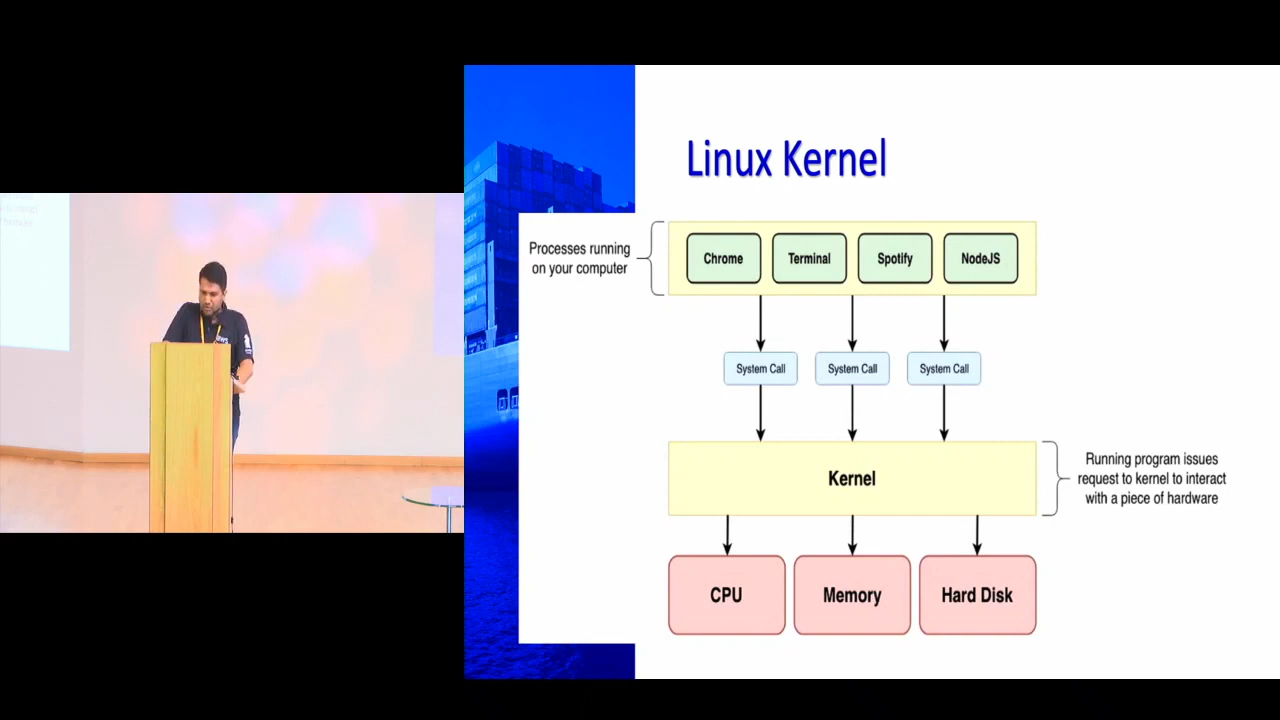 Linux Kernel
Processes running
on your computer
Chrome
Terminal
Spotify
NodeJS
System Call
System Call
System Call
Kernel
Running program issues
request to kernel to interact
with a piece of hardware
CPU
Memory
Hard Disk